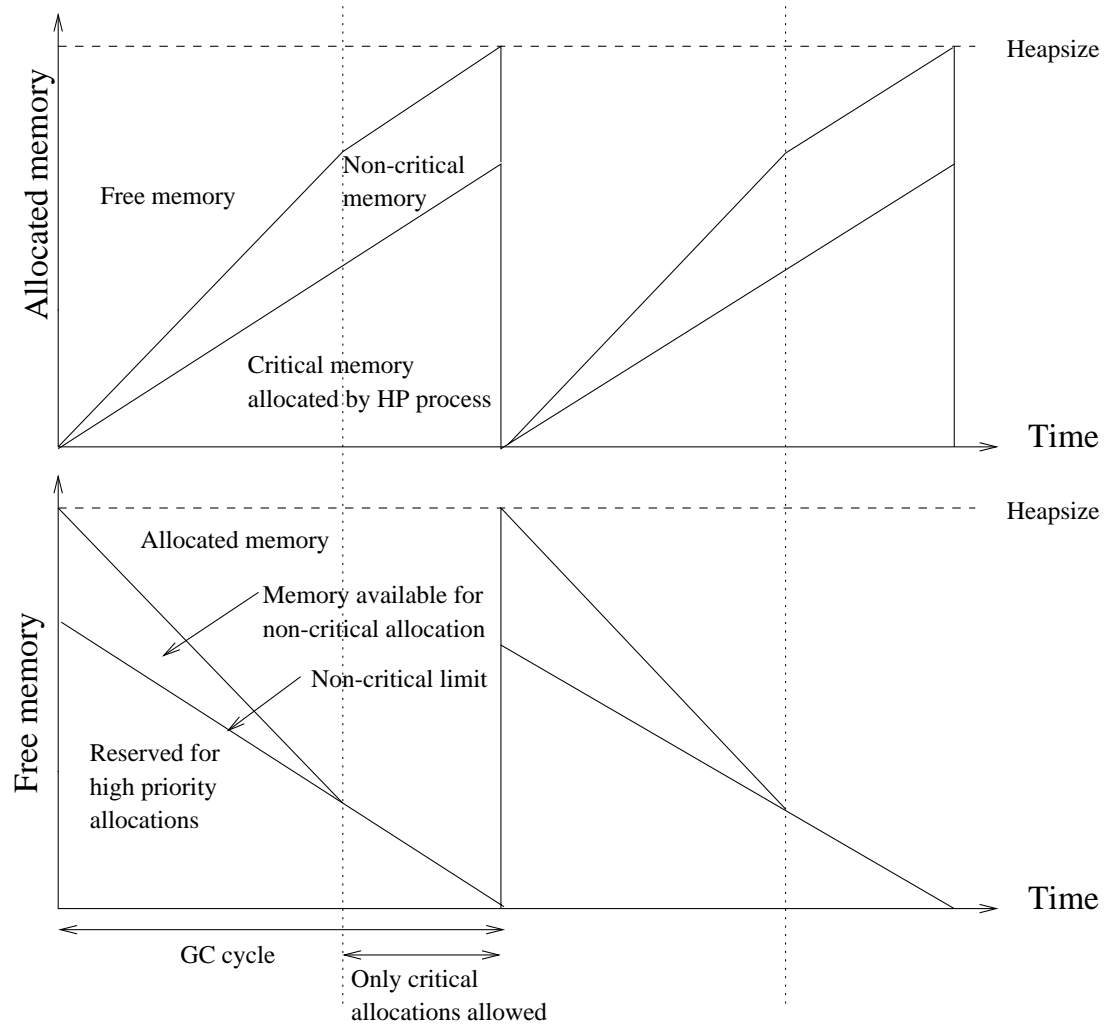 Heapsize
Allocated memory
Non-critical
memory
Free memory
Critical memory
allocated by HP process
Time
Heapsize
Allocated memory
Memory available for
non-critical allocation
Free memory
Non-critical limit
Reserved for
high priority
allocations
Time
GC cycle
Only critical
allocations allowed